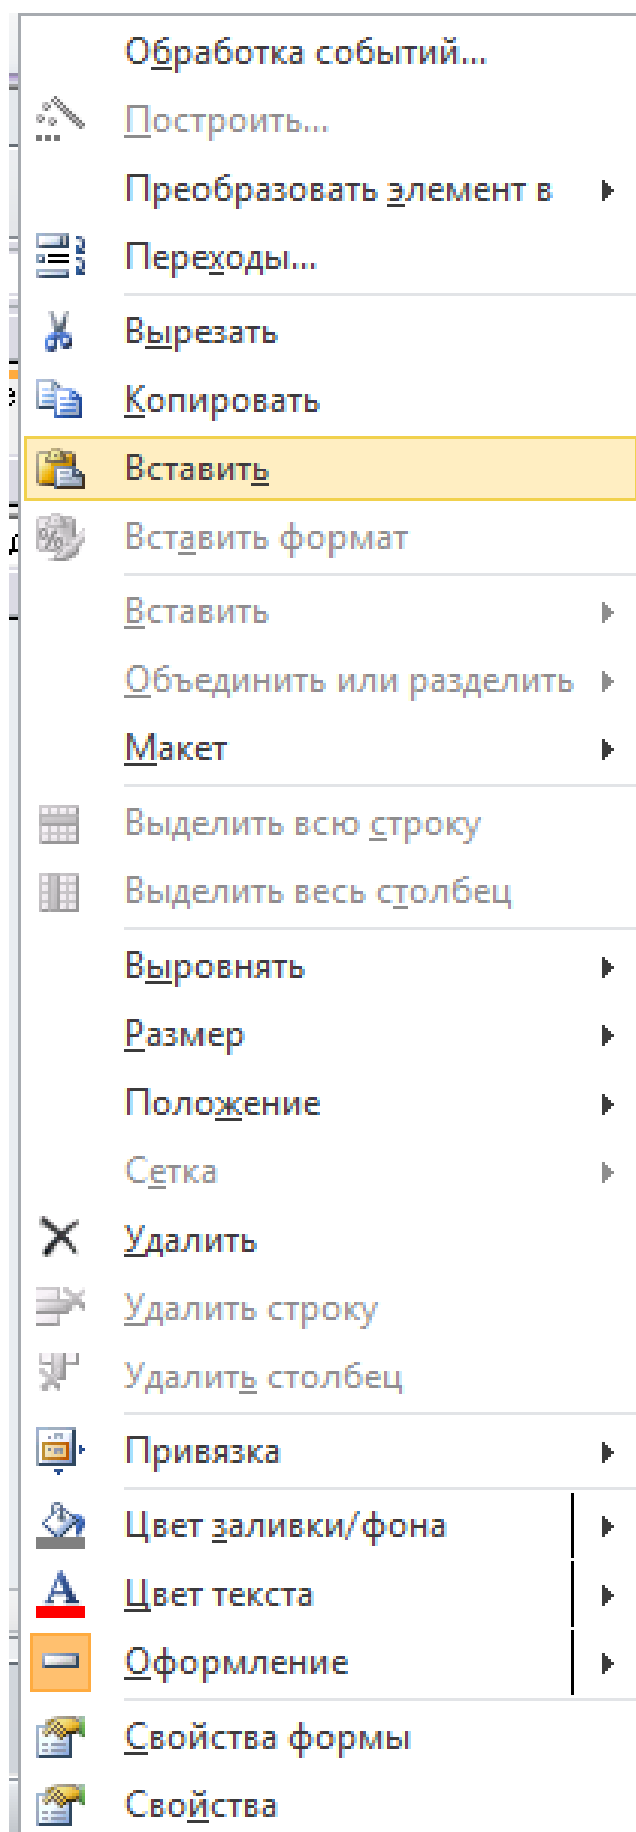 Обработка событий...
Построить...
Преобразовать элемент в
Переходы...
Вырезать
Копировать
Вставить
Вставить формат
Вставить
Объединить или разделить
Макет
Выделить всю строку
Выделить весь столбец
Выровнять
Размер
Положение
Сетка
Удалить
Удалить строку
Удалить столбец
Привязка
Цвет заливки/фона
Цвет текста
Оформление
Свойства формы
Свойства